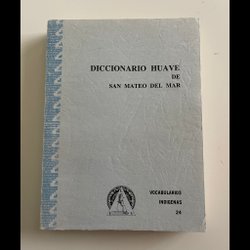 DICCIONARIO HUAVE
DE
SAN MATEO DEL MAR
VOCABULARIOS
INDIGENAS
24